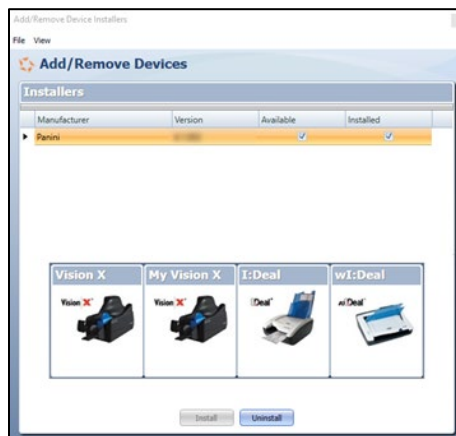 Add/Remove Device Installers
File View
Add/Remove Devices
Installers
Manufacturer Version Available Installed
Panini
Vision X My Vision X I:Deal wI:Deal
Vision X Vision X I:Deal wI:Deal
Install Uninstall